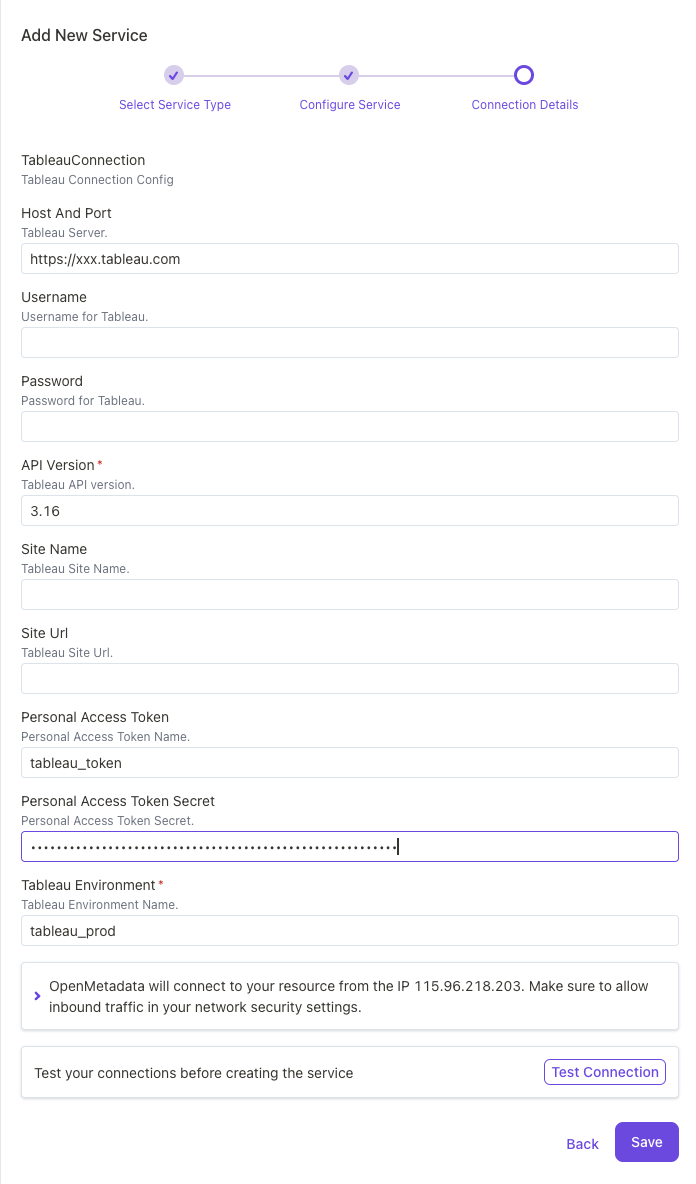 Add New Service
Select Service Type
Configure Service
Connection Details
TableauConnection
Tableau Connection Config
Host And Port
Tableau Server.
https://xxx.tableau.com
Username
Username for Tableau.
Password
Password for Tableau.
API Version*
Tableau API version.
3.16
Site Name
Tableau Site Name.
Site Url
Tableau Site Url.
Personal Access Token
Personal Access Token Name.
tableau_token
Personal Access Token Secret
Personal Access Token Secret.
Tableau Environment*
Tableau Environment Name.
tableau_prod
OpenMetadata will connect to your resource from the IP 115.96.218.203. Make sure to allow
inbound traffic in your network security settings.
Test your connections before creating the service
Test Connection
Back
Save